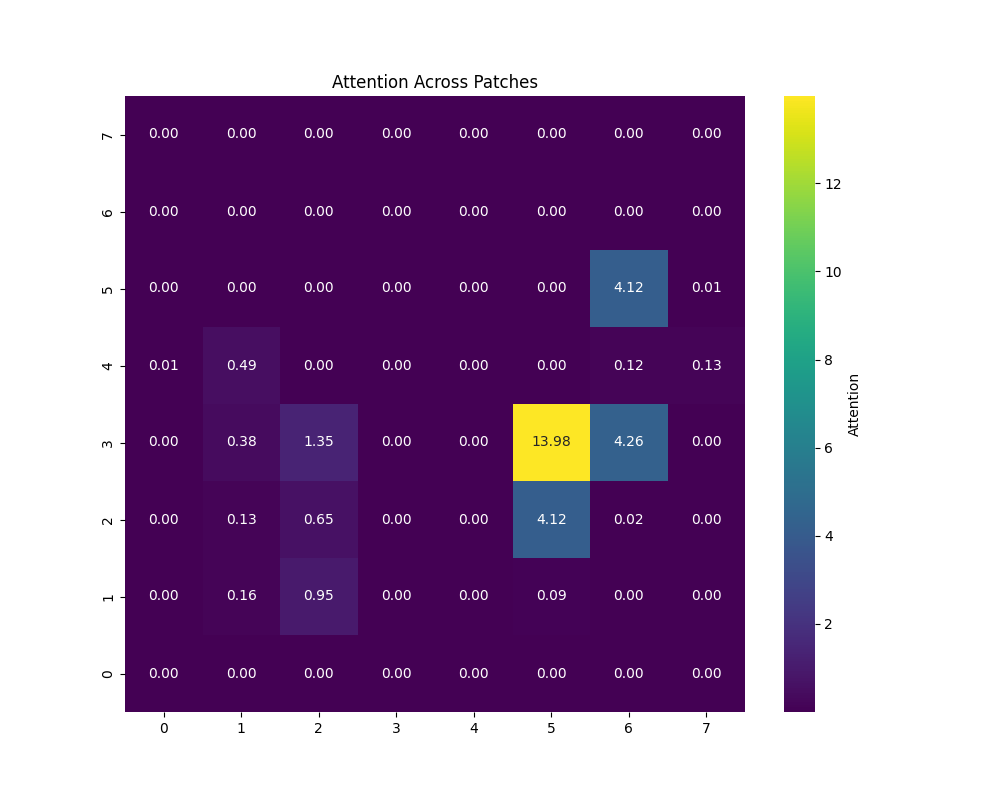 Attention Across Patches
7 0.00 0.00 0.00 0.00 0.00 0.00 0.00 0.00
6 0.00 0.00 0.00 0.00 0.00 0.00 0.00 0.00
5 0.00 0.00 0.00 0.00 0.00 0.00 4.12 0.01
4 0.01 0.49 0.00 0.00 0.00 0.00 0.12 0.13
3 0.00 0.38 1.35 0.00 0.00 13.98 4.26 0.00
2 0.00 0.13 0.65 0.00 0.00 4.12 0.02 0.00
1 0.00 0.16 0.95 0.00 0.00 0.09 0.00 0.00
0 0.00 0.00 0.00 0.00 0.00 0.00 0.00 0.00
0 1 2 3 4 5 6 7
12
10
8
6
4
2
Attention